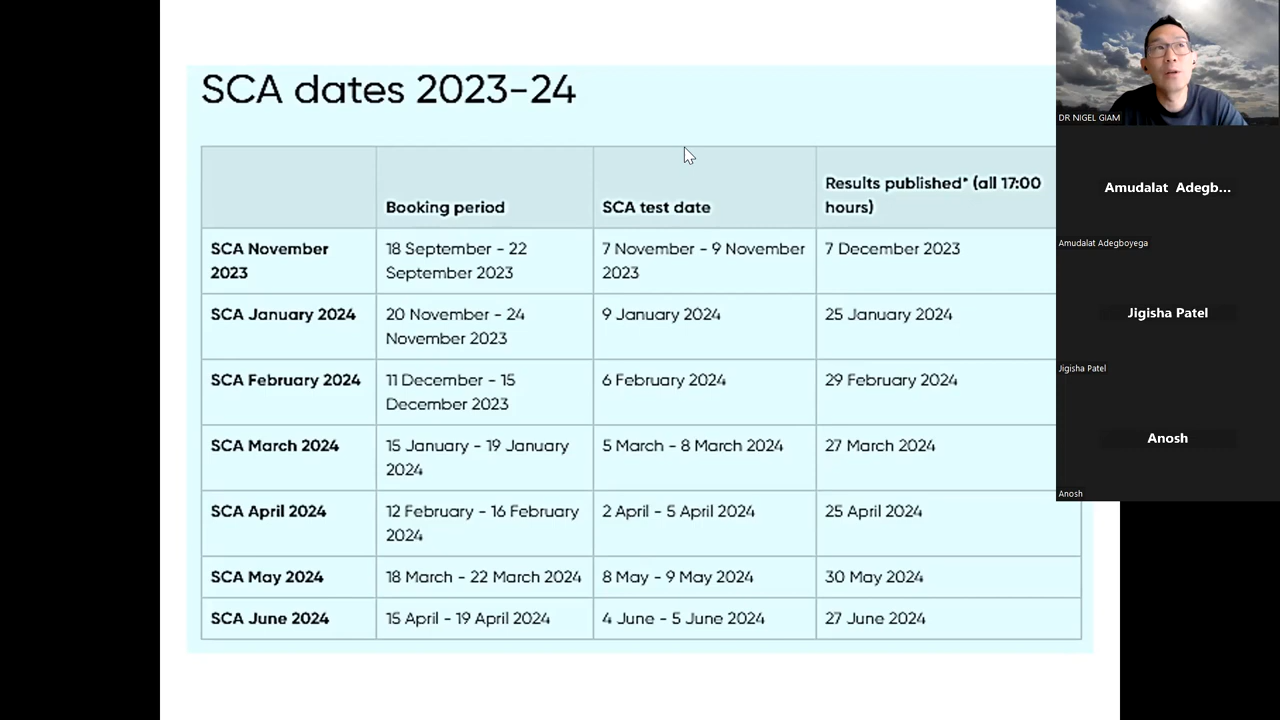 SCA dates 2023-24
Booking period
SCA test date
Results published* (all 17:00
hours)
SCA November
2023
18 September - 22
September 2023
7 November - 9 November
2023
7 December 2023
SCA January 2024
20 November - 24
November 2023
9 January 2024
25 January 2024
SCA February 2024
11 December - 15
December 2023
6 February 2024
29 February 2024
SCA March 2024
15 January - 19 January
2024
5 March - 8 March 2024
27 March 2024
SCA April 2024
12 February - 16 February
2024
2 April - 5 April 2024
25 April 2024
SCA May 2024
18 March - 22 March 2024
8 May - 9 May 2024
30 May 2024
SCA June 2024
15 April - 19 April 2024
4 June - 5 June 2024
27 June 2024
DR NIGEL GIAM
Amudalat Adegb...
Amudalat Adegboyega
Jigisha Patel
Jigisha Patel
Anosh
Anosh